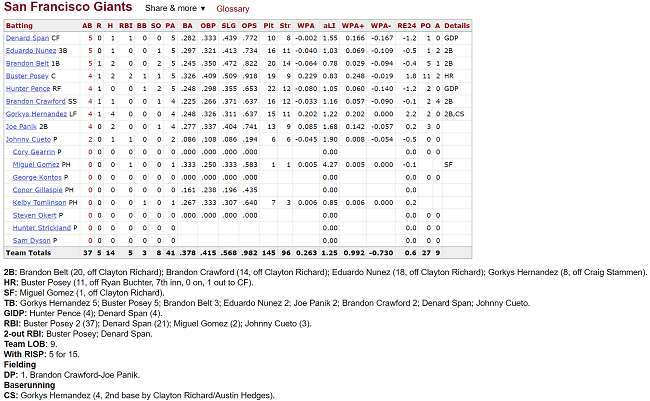 San Francisco Giants Share & more ▼ Glossary
Batting AB R H RBI BB SO PA BA OBP SLG OPS Pit Str WPA aLI WPA+ WPA- RE24 PO A Details
Denard Span CF 5 0 1 1 0 0 5 .282 .333 .439 .772 10 8 -0.002 1.55 0.166 -0.167 -1.2 1 0 GDP
Eduardo Nunez 3B 5 0 1 0 0 1 5 .297 .321 .413 .734 16 11 -0.040 1.03 0.069 -0.109 -0.5 1 2 2B
Brandon Belt 1B 5 1 2 0 0 2 5 .245 .350 .472 .822 20 14 -0.064 0.78 0.029 -0.094 -0.4 5 1 2B
Buster Posey C 4 1 2 2 1 1 5 .326 .409 .509 .918 19 9 0.229 0.83 0.248 -0.019 1.8 11 2 HR
Hunter Pence RF 4 1 1 0 1 2 5 .248 .298 .355 .653 22 12 -0.080 1.05 0.060 -0.140 -1.2 2 0 GDP
Brandon Crawford SS 4 1 1 0 0 1 4 .225 .266 .371 .637 16 12 -0.033 1.16 0.057 -0.090 -0.1 2 4 2B
Gorkys Hernandez LF 4 1 4 0 0 0 4 .248 .326 .311 .637 15 11 0.202 1.22 0.202 0.000 2.2 2 0 2B,CS
Joe Panik 2B 4 0 2 0 0 1 4 .277 .337 .404 .741 13 9 0.085 1.68 0.142 -0.057 0.2 3 0
Johnny Cueto P 2 0 1 1 0 0 2 .086 .108 .086 .194 6 6 -0.045 1.90 0.008 -0.054 -0.5 0 0
Cory Gearrin P 0 0 0 0 0 0 0 .000 .000 .000 .000 0.00 0.0 0 0
Miguel Gomez PH 0 0 0 1 0 0 1 .333 .250 .333 .583 1 1 0.005 4.27 0.005 0.000 -0.1 SF
George Kontos P 0 0 0 0 0 0 0 .000 .000 .000 .000 0.00 0.0 0 0
Conor Gillaspie PH 0 0 0 0 0 0 0 .161 .238 .196 .435 0.00 0.0
Kelby Tomlinson PH 0 0 0 0 1 0 1 .267 .333 .307 .640 7 3 0.006 0.85 0.006 0.000 0.2
Steven Okert P 0 0 0 0 0 0 0 .000 .000 .000 .000 0.00 0.0 0 0
Hunter Strickland P 0 0 0 0 0 0 0 0.00 0.0 0 0
Sam Dyson P 0 0 0 0 0 0 0 0.00 0.0 0 0
Team Totals 37 5 14 5 3 8 41 .378 .415 .568 .982 145 96 0.263 1.25 0.992 -0.730 0.6 27 9
2B: Brandon Belt (20, off Clayton Richard); Brandon Crawford (14, off Clayton Richard); Eduardo Nunez (18, off Clayton Richard); Gorkys Hernandez (8, off Craig Stammen).
HR: Buster Posey (11, off Ryan Buchter, 7th inn, 0 on, 1 out to CF).
SF: Miguel Gomez (1, off Clayton Richard).
TB: Gorkys Hernandez 5; Buster Posey 5; Brandon Belt 3; Eduardo Nunez 2; Joe Panik 2; Brandon Crawford 2; Denard Span; Johnny Cueto.
GIDP: Hunter Pence (4); Denard Span (4).
RBI: Buster Posey 2 (37); Denard Span (21); Miguel Gomez (2); Johnny Cueto (3).
2-out RBI: Buster Posey; Denard Span.
Team LOB: 9.
With RISP: 5 for 15.
Fielding
DP: 1. Brandon Crawford-Joe Panik.
Baserunning
CS: Gorkys Hernandez (4, 2nd base by Clayton Richard/Austin Hedges).